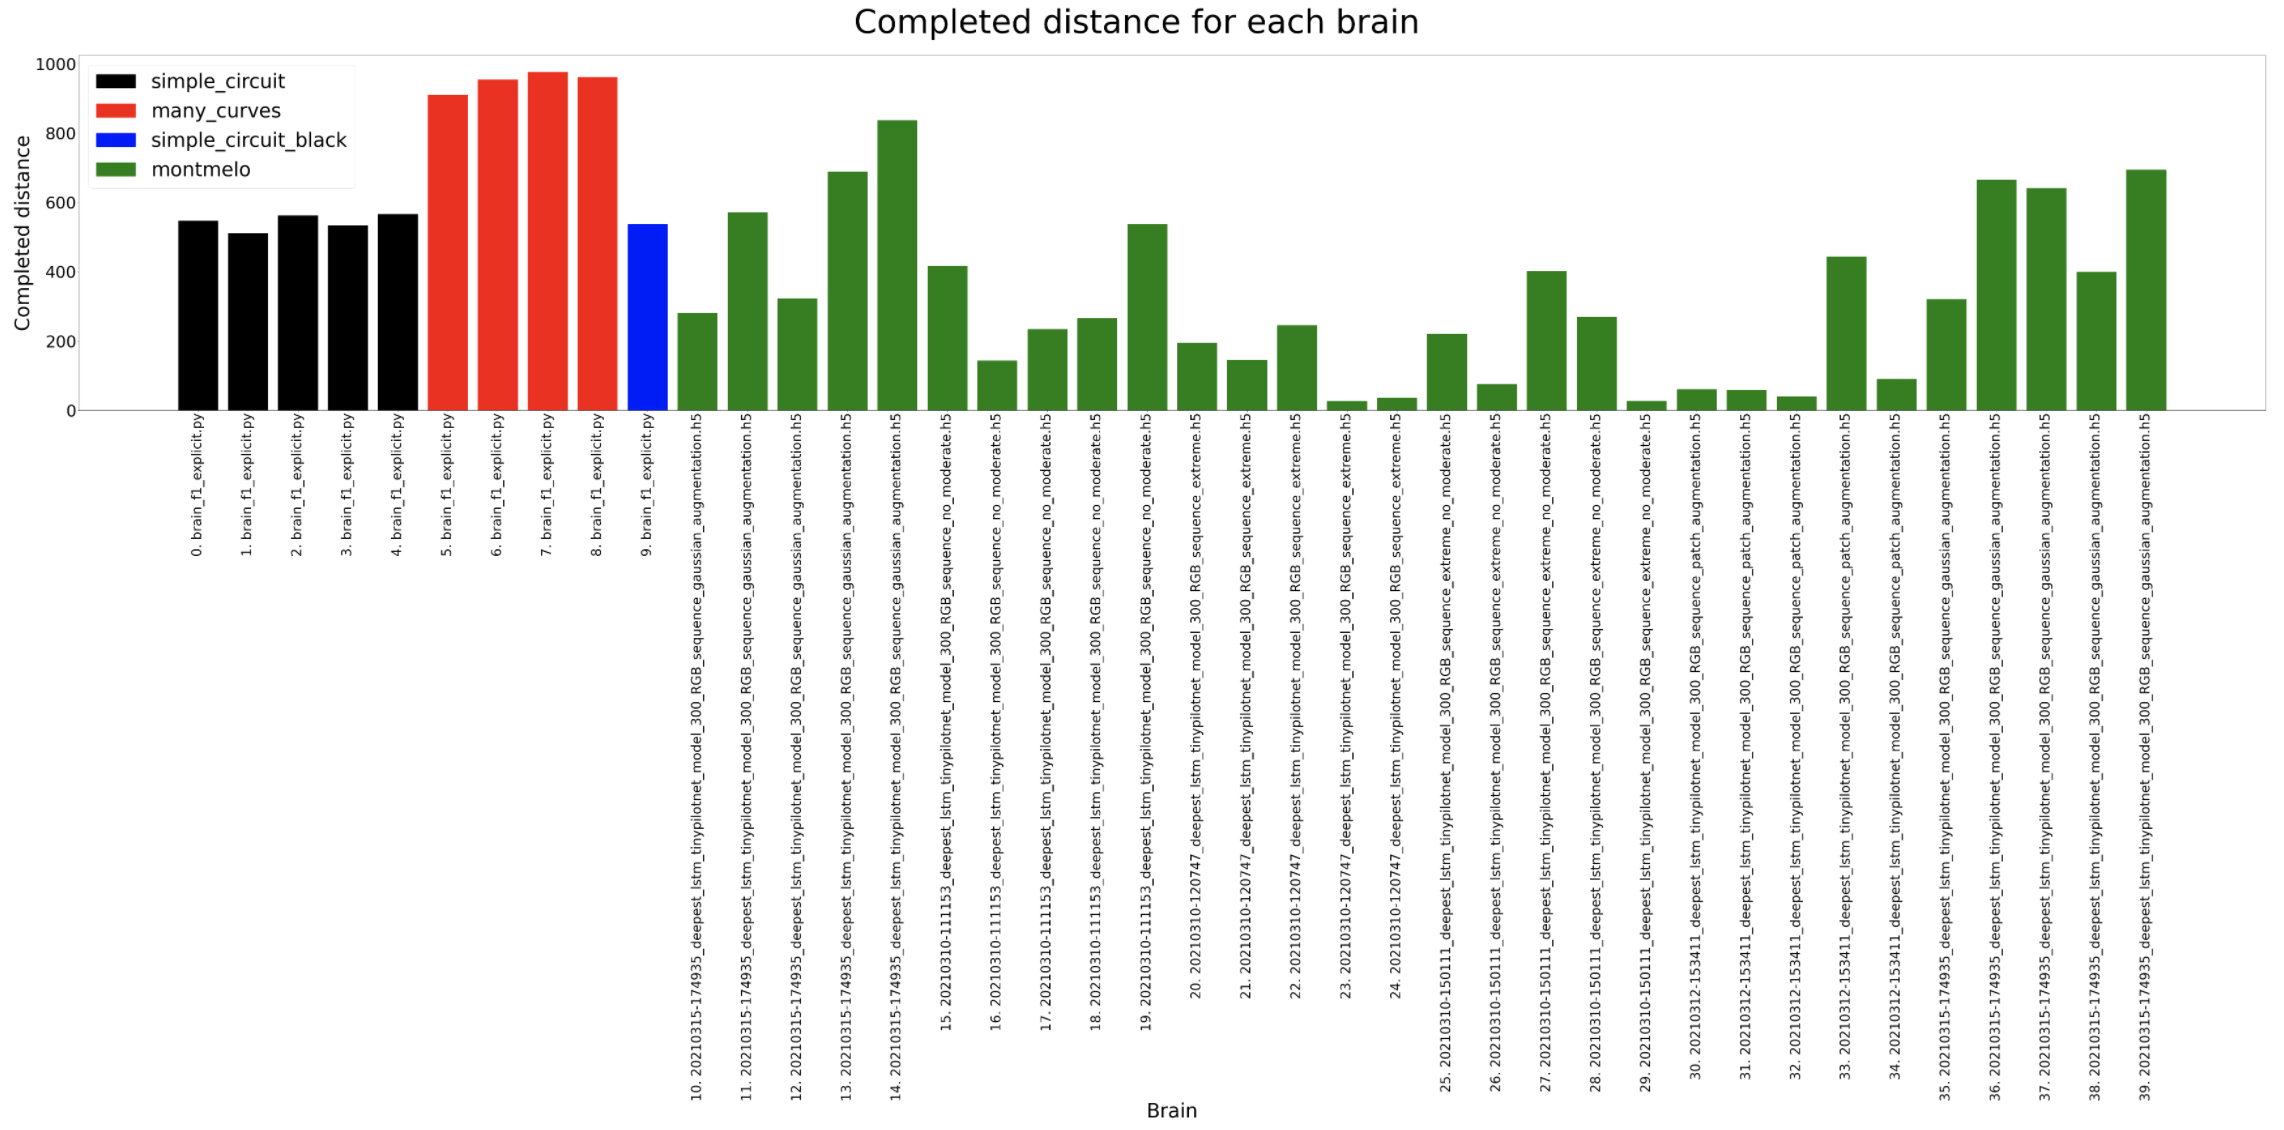 Completed distance for each brain
Completed distance
1000
800
600
400
200
0
simple_circuit
many_curves
simple_circuit_black
montmelo
0. brain_f1_explicit.py
1. brain_f1_explicit.py
2. brain_f1_explicit.py
3. brain_f1_explicit.py
4. brain_f1_explicit.py
5. brain_f1_explicit.py
6. brain_f1_explicit.py
7. brain_f1_explicit.py
8. brain_f1_explicit.py
9. brain_f1_explicit.py
10. 20210315-174935_deepest_lstm_tinypilotnet_model_300_RGB_sequence_gaussian_augmentation.h5
11. 20210315-174935_deepest_lstm_tinypilotnet_model_300_RGB_sequence_gaussian_augmentation.h5
12. 20210315-174935_deepest_lstm_tinypilotnet_model_300_RGB_sequence_gaussian_augmentation.h5
13. 20210315-174935_deepest_lstm_tinypilotnet_model_300_RGB_sequence_gaussian_augmentation.h5
14. 20210315-174935_deepest_lstm_tinypilotnet_model_300_RGB_sequence_gaussian_augmentation.h5
15. 20210310-111153_deepest_lstm_tinypilotnet_model_300_RGB_sequence_no_moderate.h5
16. 20210310-111153_deepest_lstm_tinypilotnet_model_300_RGB_sequence_no_moderate.h5
17. 20210310-111153_deepest_lstm_tinypilotnet_model_300_RGB_sequence_no_moderate.h5
18. 20210310-111153_deepest_lstm_tinypilotnet_model_300_RGB_sequence_no_moderate.h5
19. 20210310-111153_deepest_lstm_tinypilotnet_model_300_RGB_sequence_no_moderate.h5
20. 20210310-120747_deepest_lstm_tinypilotnet_model_300_RGB_sequence_extreme.h5
21. 20210310-120747_deepest_lstm_tinypilotnet_model_300_RGB_sequence_extreme.h5
22. 20210310-120747_deepest_lstm_tinypilotnet_model_300_RGB_sequence_extreme.h5
23. 20210310-120747_deepest_lstm_tinypilotnet_model_300_RGB_sequence_extreme.h5
24. 20210310-120747_deepest_lstm_tinypilotnet_model_300_RGB_sequence_extreme.h5
25. 20210310-150111_deepest_lstm_tinypilotnet_model_300_RGB_sequence_extreme_no_moderate.h5
26. 20210310-150111_deepest_lstm_tinypilotnet_model_300_RGB_sequence_extreme_no_moderate.h5
27. 20210310-150111_deepest_lstm_tinypilotnet_model_300_RGB_sequence_extreme_no_moderate.h5
28. 20210310-150111_deepest_lstm_tinypilotnet_model_300_RGB_sequence_extreme_no_moderate.h5
29. 20210310-150111_deepest_lstm_tinypilotnet_model_300_RGB_sequence_extreme_no_moderate.h5
30. 20210312-153411_deepest_lstm_tinypilotnet_model_300_RGB_sequence_patch_augmentation.h5
31. 20210312-153411_deepest_lstm_tinypilotnet_model_300_RGB_sequence_patch_augmentation.h5
32. 20210312-153411_deepest_lstm_tinypilotnet_model_300_RGB_sequence_patch_augmentation.h5
33. 20210312-153411_deepest_lstm_tinypilotnet_model_300_RGB_sequence_patch_augmentation.h5
34. 20210312-153411_deepest_lstm_tinypilotnet_model_300_RGB_sequence_patch_augmentation.h5
35. 20210315-174935_deepest_lstm_tinypilotnet_model_300_RGB_sequence_gaussian_augmentation.h5
36. 20210315-174935_deepest_lstm_tinypilotnet_model_300_RGB_sequence_gaussian_augmentation.h5
37. 20210315-174935_deepest_lstm_tinypilotnet_model_300_RGB_sequence_gaussian_augmentation.h5
38. 20210315-174935_deepest_lstm_tinypilotnet_model_300_RGB_sequence_gaussian_augmentation.h5
39. 20210315-174935_deepest_lstm_tinypilotnet_model_300_RGB_sequence_gaussian_augmentation.h5
Brain